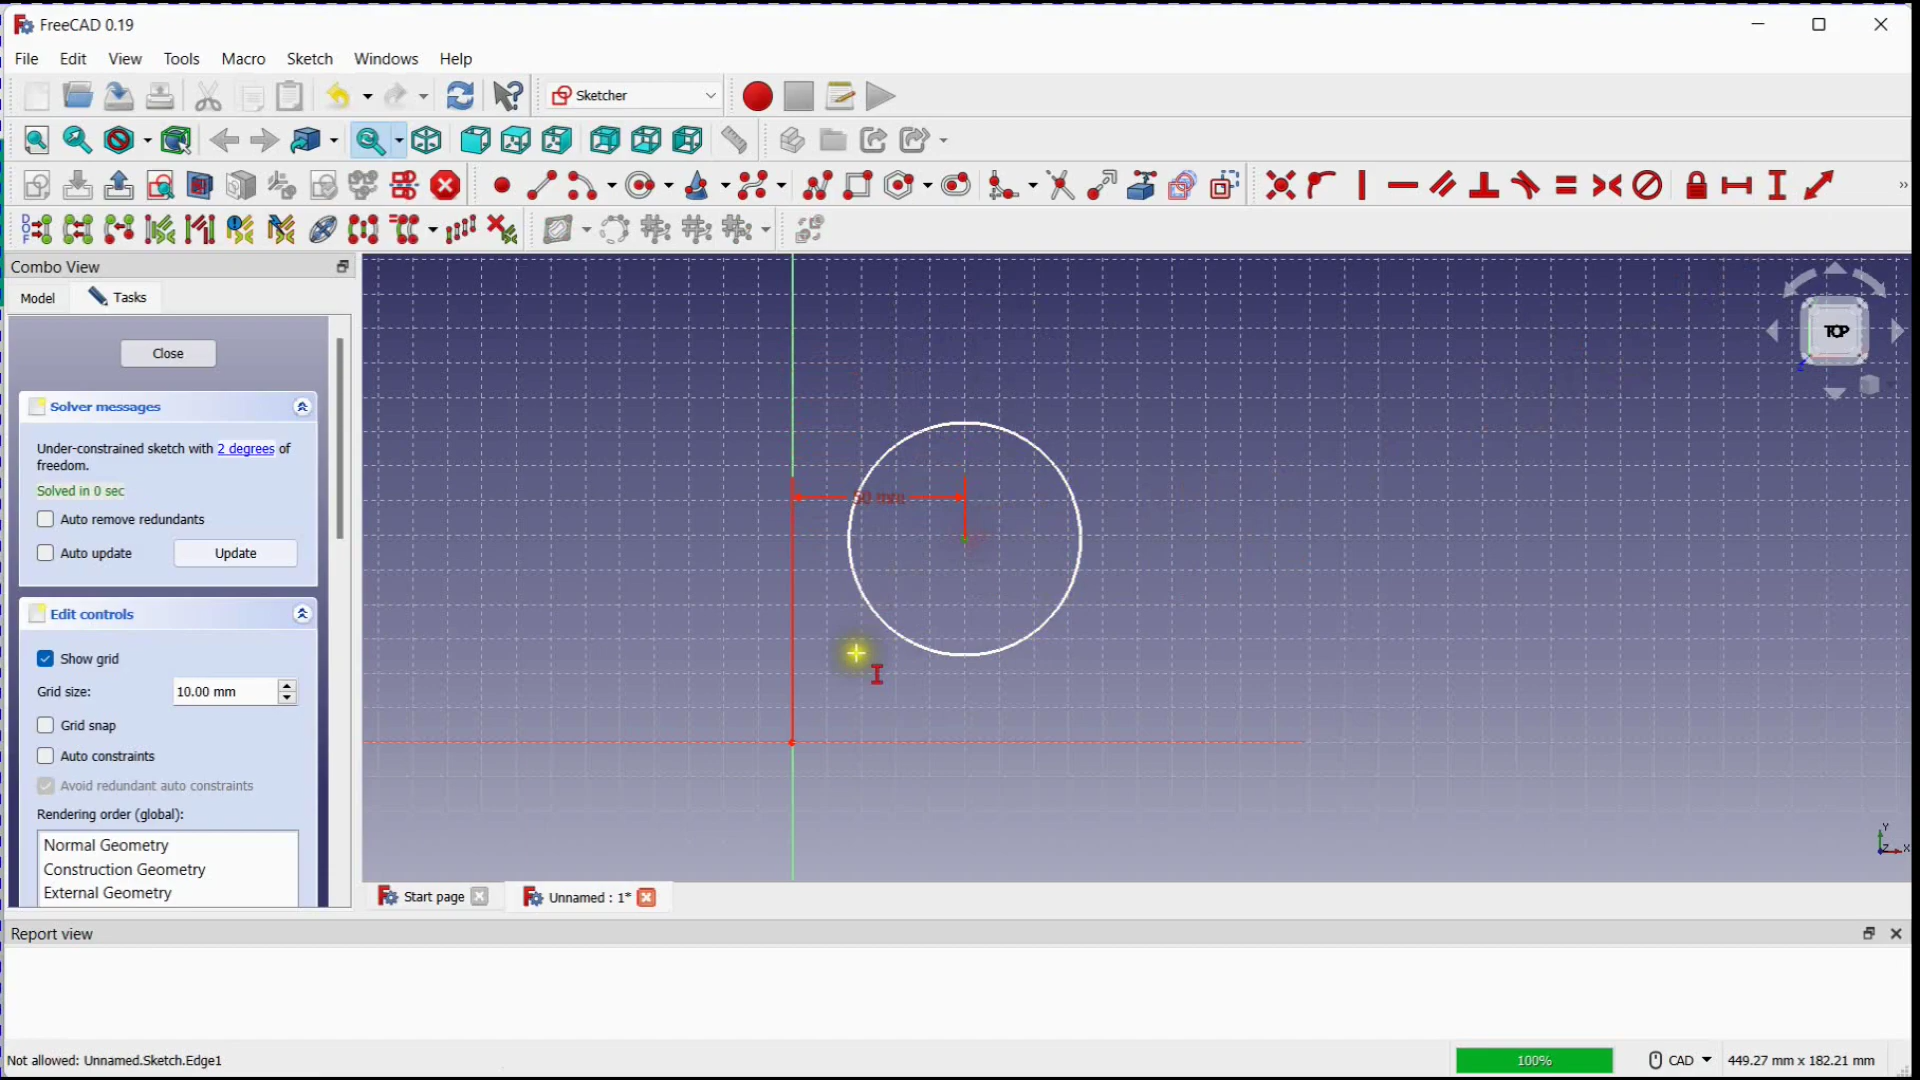 FreeCAD 0.19
File Edit View Tools Macro Sketch Windows Help
Sketcher
Combo View
Model Tasks
Close
Solver messages
Under-constrained sketch with 2 degrees of
freedom.
Solved in 0 sec
Auto remove redundants
Auto update Update
Edit controls
Show grid
Grid size: 10.00 mm
Grid snap
Auto constraints
Avoid redundant auto constraints
Rendering order (global):
Normal Geometry
Construction Geometry
External Geometry
50 mm
TOP
Y
Z X
Start page Unnamed : 1*
Report view
Not allowed: Unnamed.Sketch.Edge1
100% CAD 449.27 mm x 182.21 mm